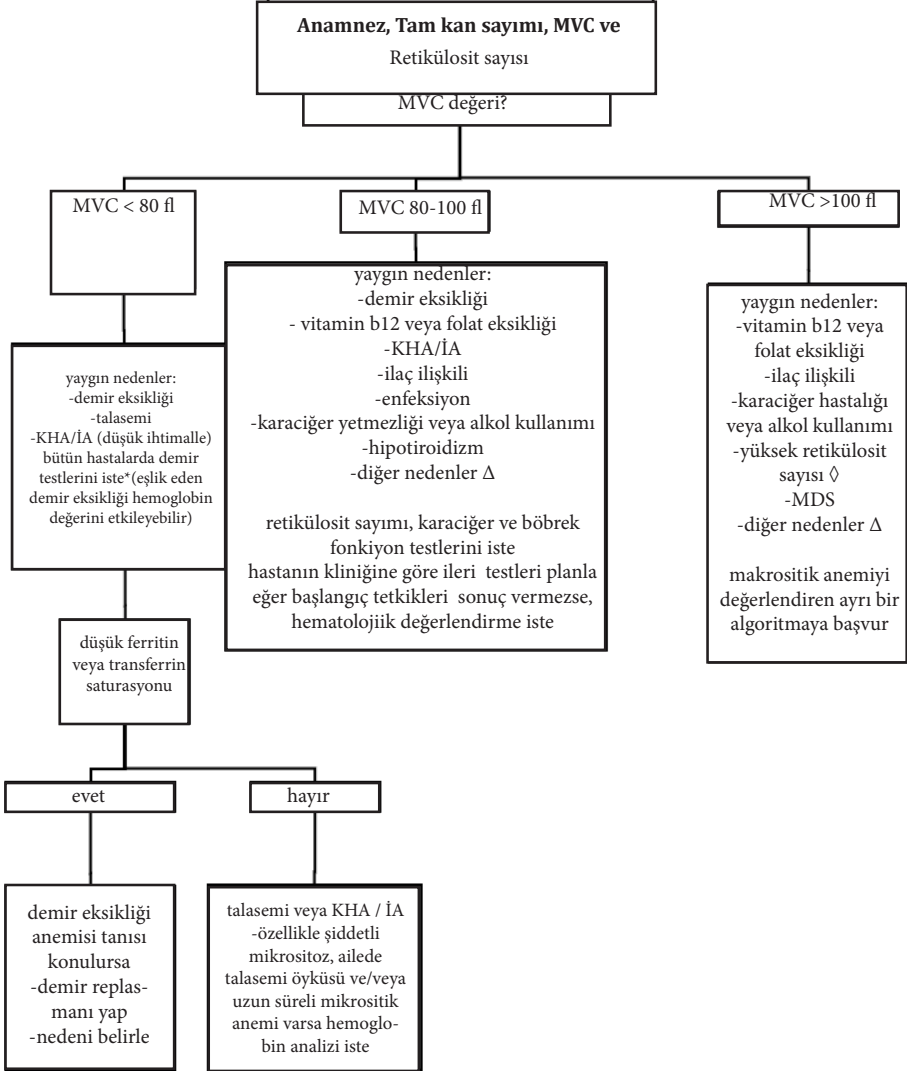 Anamnez, Tam kan sayımı, MVC ve
Retikülosit sayısı
MVC değeri?
MVC < 80 fl
MVC 80-100 fl
MVC >100 fl
yaygın nedenler:
-demir eksikliği
-talasemi
-KHA/İA (düşük ihtimalle)
bütün hastalarda demir
testlerini iste*(eşlik eden
demir eksikliği hemoglobin
değerini etkileyebilir)
yaygın nedenler:
-demir eksikliği
- vitamin b12 veya folat eksikliği
-KHA/İA
-ilaç ilişkili
-enfeksiyon
-karaciğer yetmezliği veya alkol kullanımı
-hipotiroidizm
-diğer nedenler Δ
retikülosit sayımı, karaciğer ve böbrek
fonkiyon testlerini iste
hastanın kliniğine göre ileri testleri planla
eğer başlangıç tetkikleri sonuç vermezse,
hematolojiik değerlendirme iste
yaygın nedenler:
-vitamin b12 veya
folat eksikliği
-ilaç ilişkili
-karaciğer hastalığı
veya alkol kullanımı
-yüksek retikülosit
sayısı ◊
-MDS
-diğer nedenler Δ
makrositik anemiyi
değerlendiren ayrı bir
algoritmaya başvur
düşük ferritin
veya transferrin
saturasyonu
evet
hayır
demir eksikliği
anemisi tanısı
konulursa
-demir replas-
manı yap
-nedeni belirle
talasemi veya KHA / İA
-özellikle şiddetli
mikrositoz, ailede
talasemi öyküsü ve/veya
uzun süreli mikrositik
anemi varsa hemoglo-
bin analizi iste